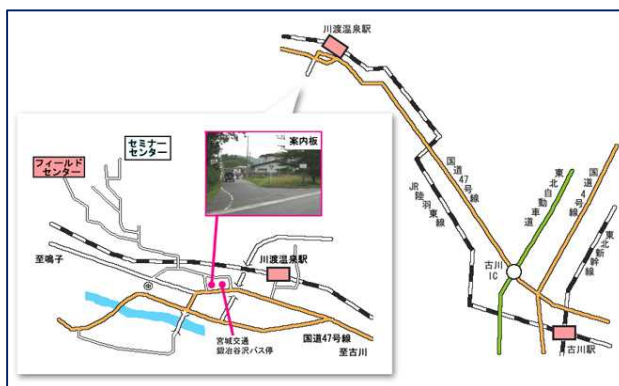 川渡温泉駅
セミナー
センター
フィールド
センター
案内板
至鳴子
川渡温泉駅
宮城交通
鍛冶谷沢バス停
国道47号線
至古川
国道47号線
JR陸羽東線
東北自動車道
国道4号線
東北新幹線
古川
IC
古川駅